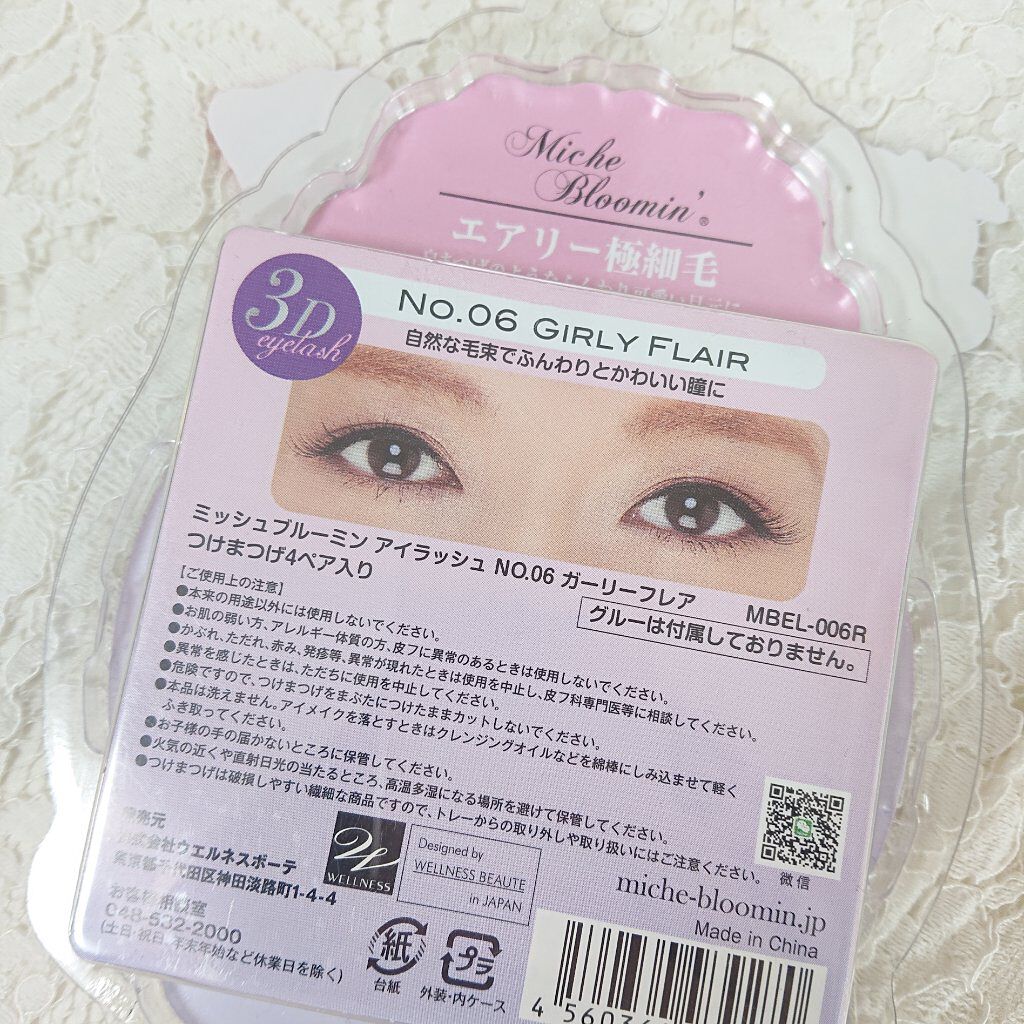 Miche
Bloomin'®
エアリー極細毛
3D
eyelash
No.06 GIRLY FLAIR
自然な毛束でふんわりとかわいい瞳に
ミッシュブルーミン アイラッシュ NO.06 ガーリーフレア
MBEL-006R
つけまつげ4ペア入り
グルーは付属しておりません。
【ご使用上の注意】
●本来の用途以外には使用しないでください。
●お肌の弱い方、アレルギー体質の方、皮フに異常のあるときは使用しないでください。
●かぶれ、ただれ、赤み、発疹等、異常が現れたときは使用を中止し、皮フ科専門医等に相談してください。
●異常を感じたときは、ただちに使用を中止してください。
●危険ですので、つけまつげをまぶたにつけたままカットしないでください。
●本品は洗えません。アイメイクを落とすときはクレンジングオイルなどを綿棒にしみ込ませて軽く
ふき取ってください。
●お子様の手の届かないところに保管してください。
●火気の近くや直射日光の当たるところ、高温多湿になる場所を避けて保管してください。
●つけまつげは破損しやすい繊細な商品ですので、トレーからの取り外しや取り扱いにはご注意ください。
発売元
株式会社ウエルネスボーテ
東京都千代田区神田淡路町1-4-4
お客様相談室
048-632-2000
(土日・祝日、年末年始など休業日を除く)
W
WELLNESS
Designed by
WELLNESS BEAUTE
in JAPAN
微信
miche-bloomin.jp
Made in China
紙
台紙
プラ
外装・内ケース
4 56036